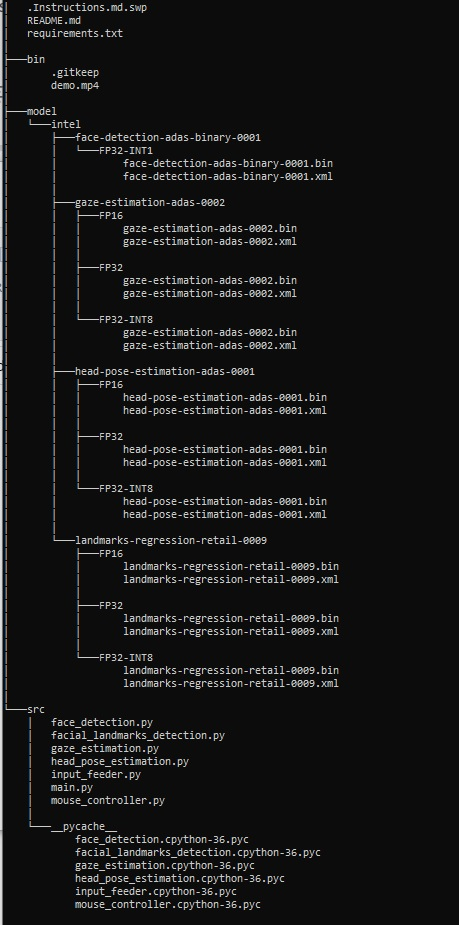 .Instructions.md.swp
README.md
requirements.txt
bin
.gitkeep
demo.mp4
model
intel
face-detection-adas-binary-0001
FP32-INT1
face-detection-adas-binary-0001.bin
face-detection-adas-binary-0001.xml
gaze-estimation-adas-0002
FP16
gaze-estimation-adas-0002.bin
gaze-estimation-adas-0002.xml
FP32
gaze-estimation-adas-0002.bin
gaze-estimation-adas-0002.xml
FP32-INT8
gaze-estimation-adas-0002.bin
gaze-estimation-adas-0002.xml
head-pose-estimation-adas-0001
FP16
head-pose-estimation-adas-0001.bin
head-pose-estimation-adas-0001.xml
FP32
head-pose-estimation-adas-0001.bin
head-pose-estimation-adas-0001.xml
FP32-INT8
head-pose-estimation-adas-0001.bin
head-pose-estimation-adas-0001.xml
landmarks-regression-retail-0009
FP16
landmarks-regression-retail-0009.bin
landmarks-regression-retail-0009.xml
FP32
landmarks-regression-retail-0009.bin
landmarks-regression-retail-0009.xml
FP32-INT8
landmarks-regression-retail-0009.bin
landmarks-regression-retail-0009.xml
src
face_detection.py
facial_landmarks_detection.py
gaze_estimation.py
head_pose_estimation.py
input_feeder.py
main.py
mouse_controller.py
__pycache__
face_detection.cpython-36.pyc
facial_landmarks_detection.cpython-36.pyc
gaze_estimation.cpython-36.pyc
head_pose_estimation.cpython-36.pyc
input_feeder.cpython-36.pyc
mouse_controller.cpython-36.pyc